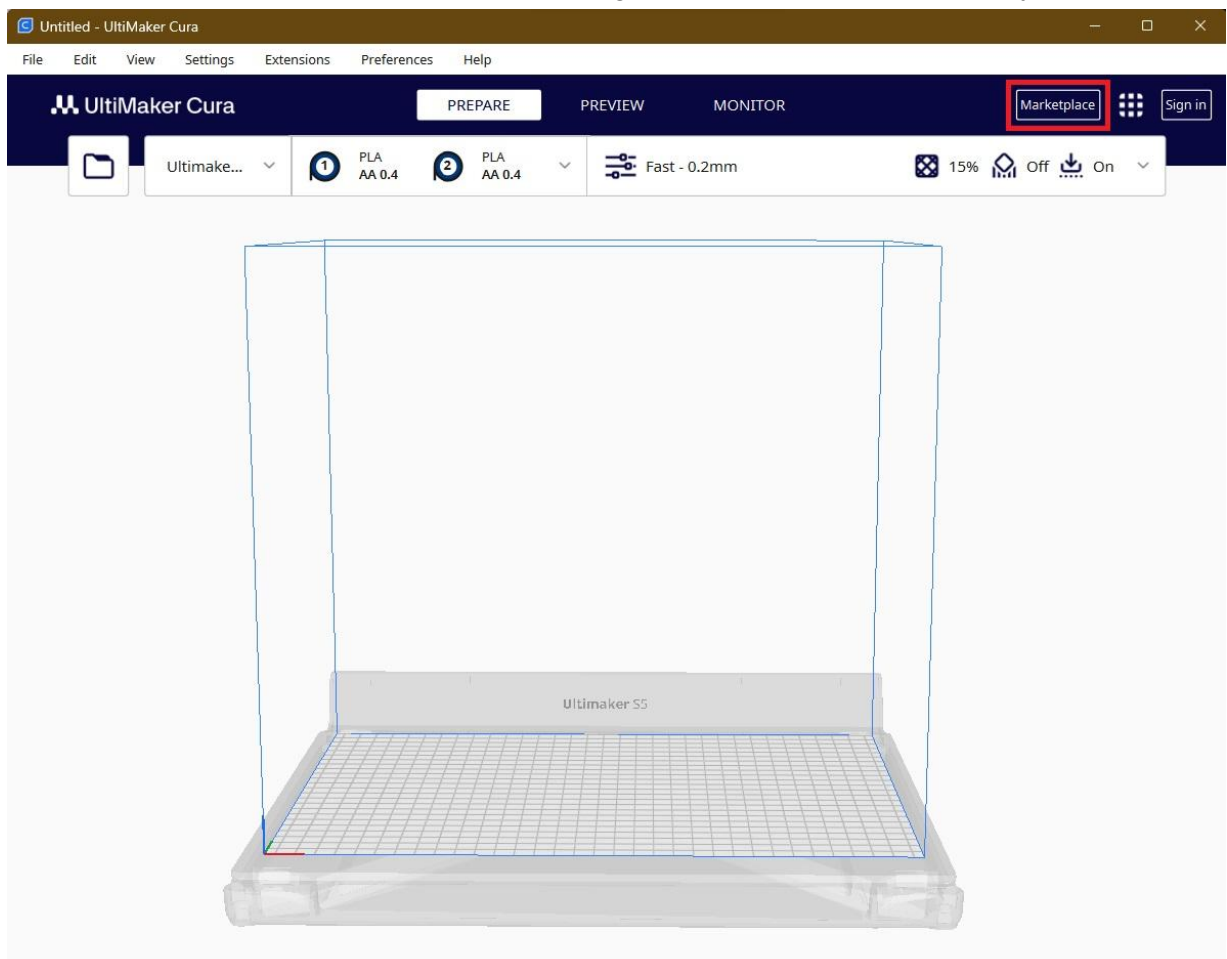 Untitled - UltiMaker Cura
File Edit View Settings Extensions Preferences Help
UltiMaker Cura PREPARE PREVIEW MONITOR Marketplace Sign in
Ultimake... 1 PLA AA 0.4 2 PLA AA 0.4 Fast - 0.2mm 15% Off On
Ultimaker S5